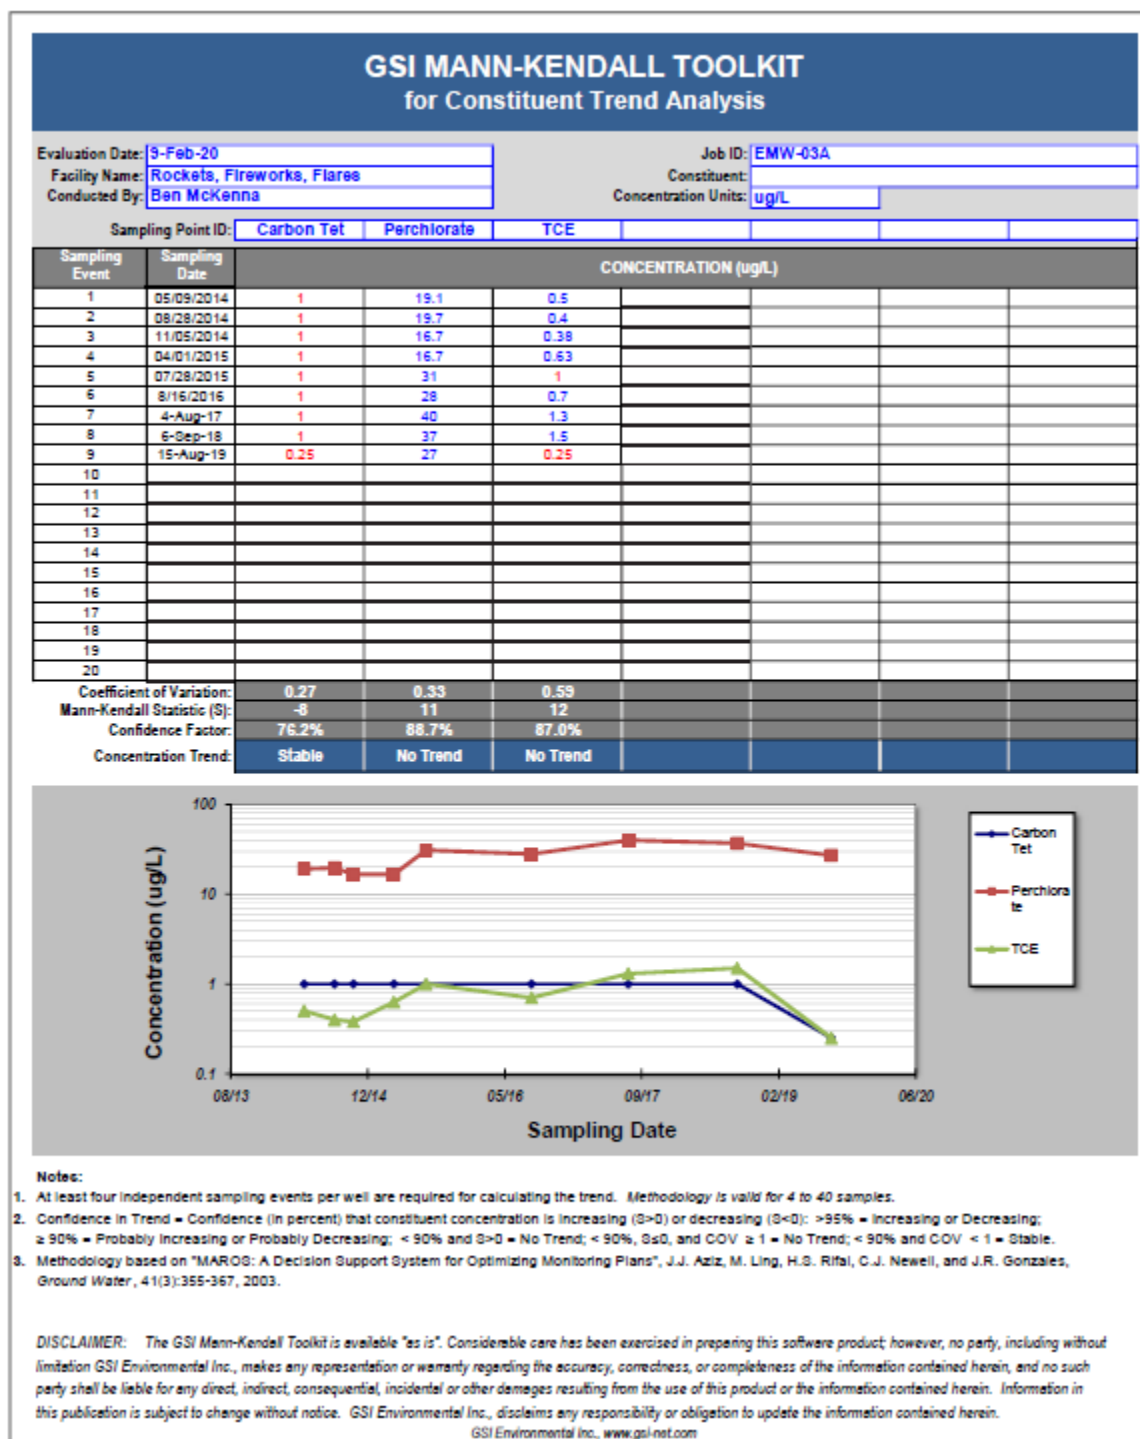 GSI MANN-KENDALL TOOLKIT
for Constituent Trend Analysis
Evaluation Date: 9-Feb-20 Job ID: EMW-03A
Facility Name: Rockets, Fireworks, Flares Constituent:
Conducted By: Ben McKenna Concentration Units: ug/L
Sampling Point ID: Carbon Tet Perchlorate TCE
Sampling Event Sampling Date CONCENTRATION (ug/L)
1 05/09/2014 1 19.1 0.5
2 08/28/2014 1 19.7 0.4
3 11/05/2014 1 16.7 0.38
4 04/01/2015 1 16.7 0.63
5 07/28/2015 1 31 1
6 8/16/2016 1 28 0.7
7 4-Aug-17 1 40 1.3
8 6-Sep-18 1 37 1.5
9 15-Aug-19 0.25 27 0.25
10
11
12
13
14
15
16
17
18
19
20
Coefficient of Variation: 0.27 0.33 0.59
Mann-Kendall Statistic (S): -8 11 12
Confidence Factor: 76.2% 88.7% 87.0%
Concentration Trend: Stable No Trend No Trend
100
10
1
0.1
Concentration (ug/L)
08/13 12/14 05/16 09/17 02/19 06/20
Sampling Date
Carbon
Tet
Perchlora
te
TCE
Notes:
1. At least four independent sampling events per well are required for calculating the trend. Methodology is valid for 4 to 40 samples.
2. Confidence in Trend = Confidence (in percent) that constituent concentration is increasing (S>0) or decreasing (S<0): >95% = Increasing or Decreasing;
≥ 90% = Probably Increasing or Probably Decreasing; < 90% and S>0 = No Trend; < 90%, S≤0, and COV ≥ 1 = No Trend; < 90% and COV < 1 = Stable.
3. Methodology based on "MAROS: A Decision Support System for Optimizing Monitoring Plans", J.J. Aziz, M. Ling, H.S. Rifai, C.J. Newell, and J.R. Gonzales,
Ground Water, 41(3):355-367, 2003.
DISCLAIMER: The GSI Mann-Kendall Toolkit is available "as is". Considerable care has been exercised in preparing this software product; however, no party, including without
limitation GSI Environmental Inc., makes any representation or warranty regarding the accuracy, correctness, or completeness of the information contained herein, and no such
party shall be liable for any direct, indirect, consequential, incidental or other damages resulting from the use of this product or the information contained herein. Information in
this publication is subject to change without notice. GSI Environmental Inc., disclaims any responsibility or obligation to update the information contained herein.
GSI Environmental Inc., www.gsi-net.com